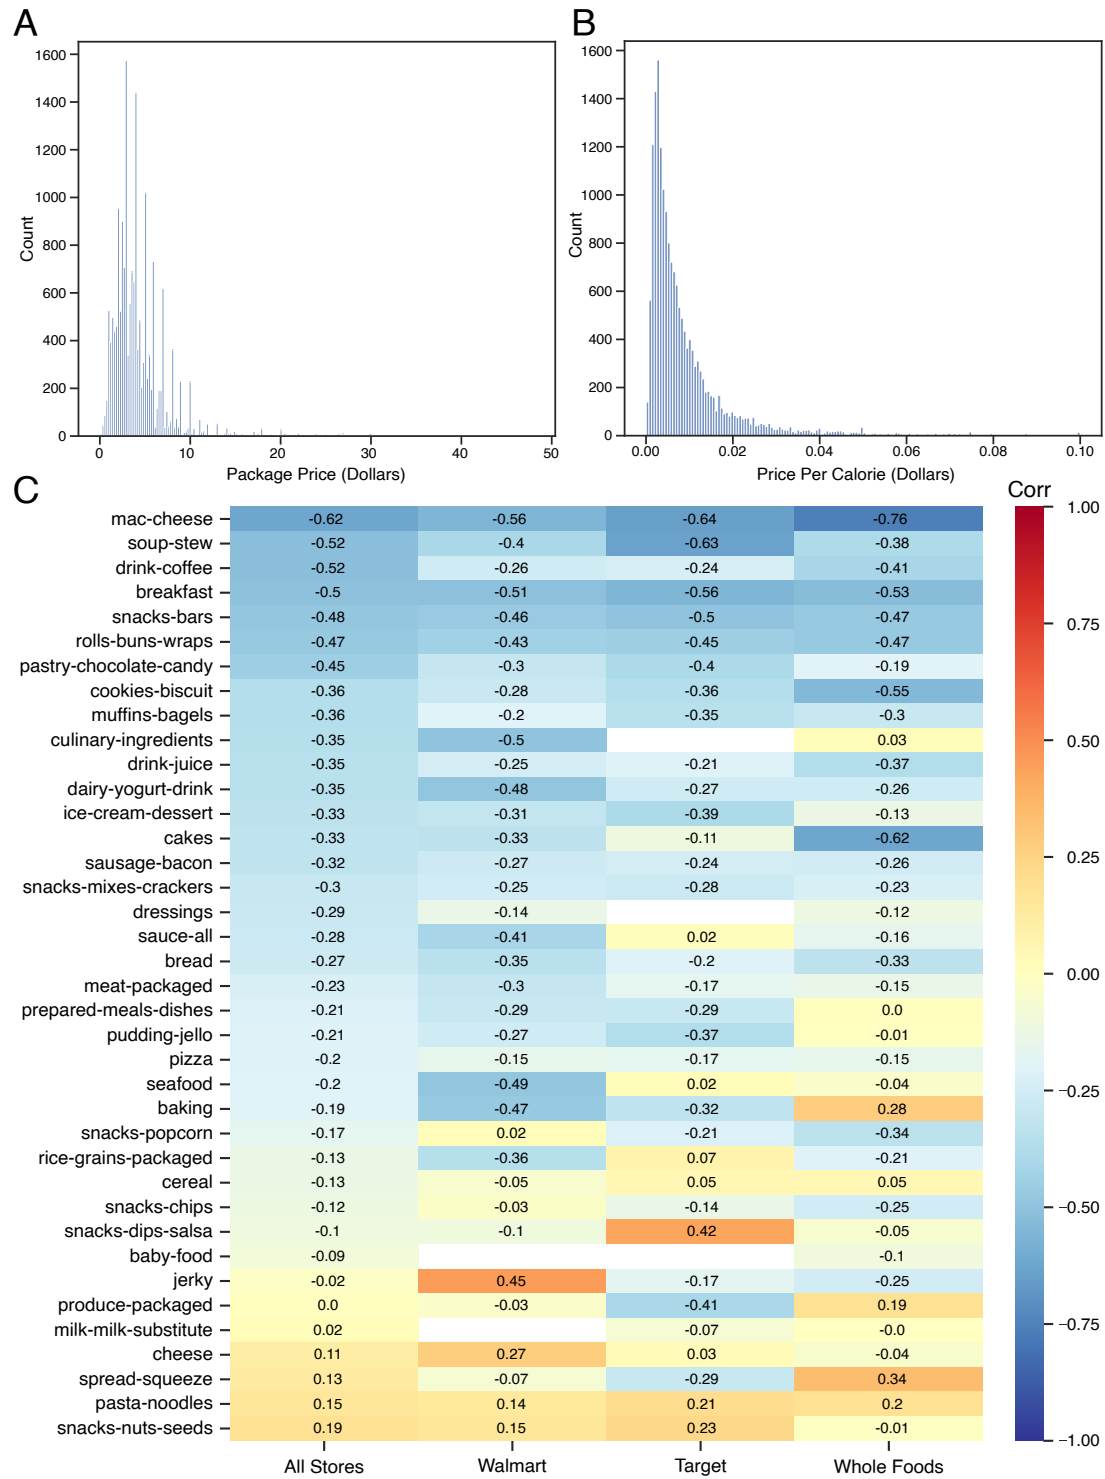 A
B
1600
1400
1200
1000
800
600
400
200
0
Count
0
10
20
30
40
50
Package Price (Dollars)
1600
1400
1200
1000
800
600
400
200
0
Count
0.00
0.02
0.04
0.06
0.08
0.10
Price Per Calorie (Dollars)
C
Corr
mac-cheese -0.62 -0.56 -0.64 -0.76
soup-stew -0.52 -0.4 -0.63 -0.38
drink-coffee -0.52 -0.26 -0.24 -0.41
breakfast -0.5 -0.51 -0.56 -0.53
snacks-bars -0.48 -0.46 -0.5 -0.47
rolls-buns-wraps -0.47 -0.43 -0.45 -0.47
pastry-chocolate-candy -0.45 -0.3 -0.4 -0.19
cookies-biscuit -0.36 -0.28 -0.36 -0.55
muffins-bagels -0.36 -0.2 -0.35 -0.3
culinary-ingredients -0.35 -0.5 0.03
drink-juice -0.35 -0.25 -0.21 -0.37
dairy-yogurt-drink -0.35 -0.48 -0.27 -0.26
ice-cream-dessert -0.33 -0.31 -0.39 -0.13
cakes -0.33 -0.33 -0.11 -0.62
sausage-bacon -0.32 -0.27 -0.24 -0.26
snacks-mixes-crackers -0.3 -0.25 -0.28 -0.23
dressings -0.29 -0.14 -0.12
sauce-all -0.28 -0.41 0.02 -0.16
bread -0.27 -0.35 -0.2 -0.33
meat-packaged -0.23 -0.3 -0.17 -0.15
prepared-meals-dishes -0.21 -0.29 -0.29 0.0
pudding-jello -0.21 -0.27 -0.37 -0.01
pizza -0.2 -0.15 -0.17 -0.15
seafood -0.2 -0.49 0.02 -0.04
baking -0.19 -0.47 -0.32 0.28
snacks-popcorn -0.17 0.02 -0.21 -0.34
rice-grains-packaged -0.13 -0.36 0.07 -0.21
cereal -0.13 -0.05 0.05 0.05
snacks-chips -0.12 -0.03 -0.14 -0.25
snacks-dips-salsa -0.1 -0.1 0.42 -0.05
baby-food -0.09 -0.1
jerky -0.02 0.45 -0.17 -0.25
produce-packaged 0.0 -0.03 -0.41 0.19
milk-milk-substitute 0.02 -0.07 -0.0
cheese 0.11 0.27 0.03 -0.04
spread-squeeze 0.13 -0.07 -0.29 0.34
pasta-noodles 0.15 0.14 0.21 0.2
snacks-nuts-seeds 0.19 0.15 0.23 -0.01
All Stores
Walmart
Target
Whole Foods
1.00
0.75
0.50
0.25
0.00
−0.25
−0.50
−0.75
−1.00